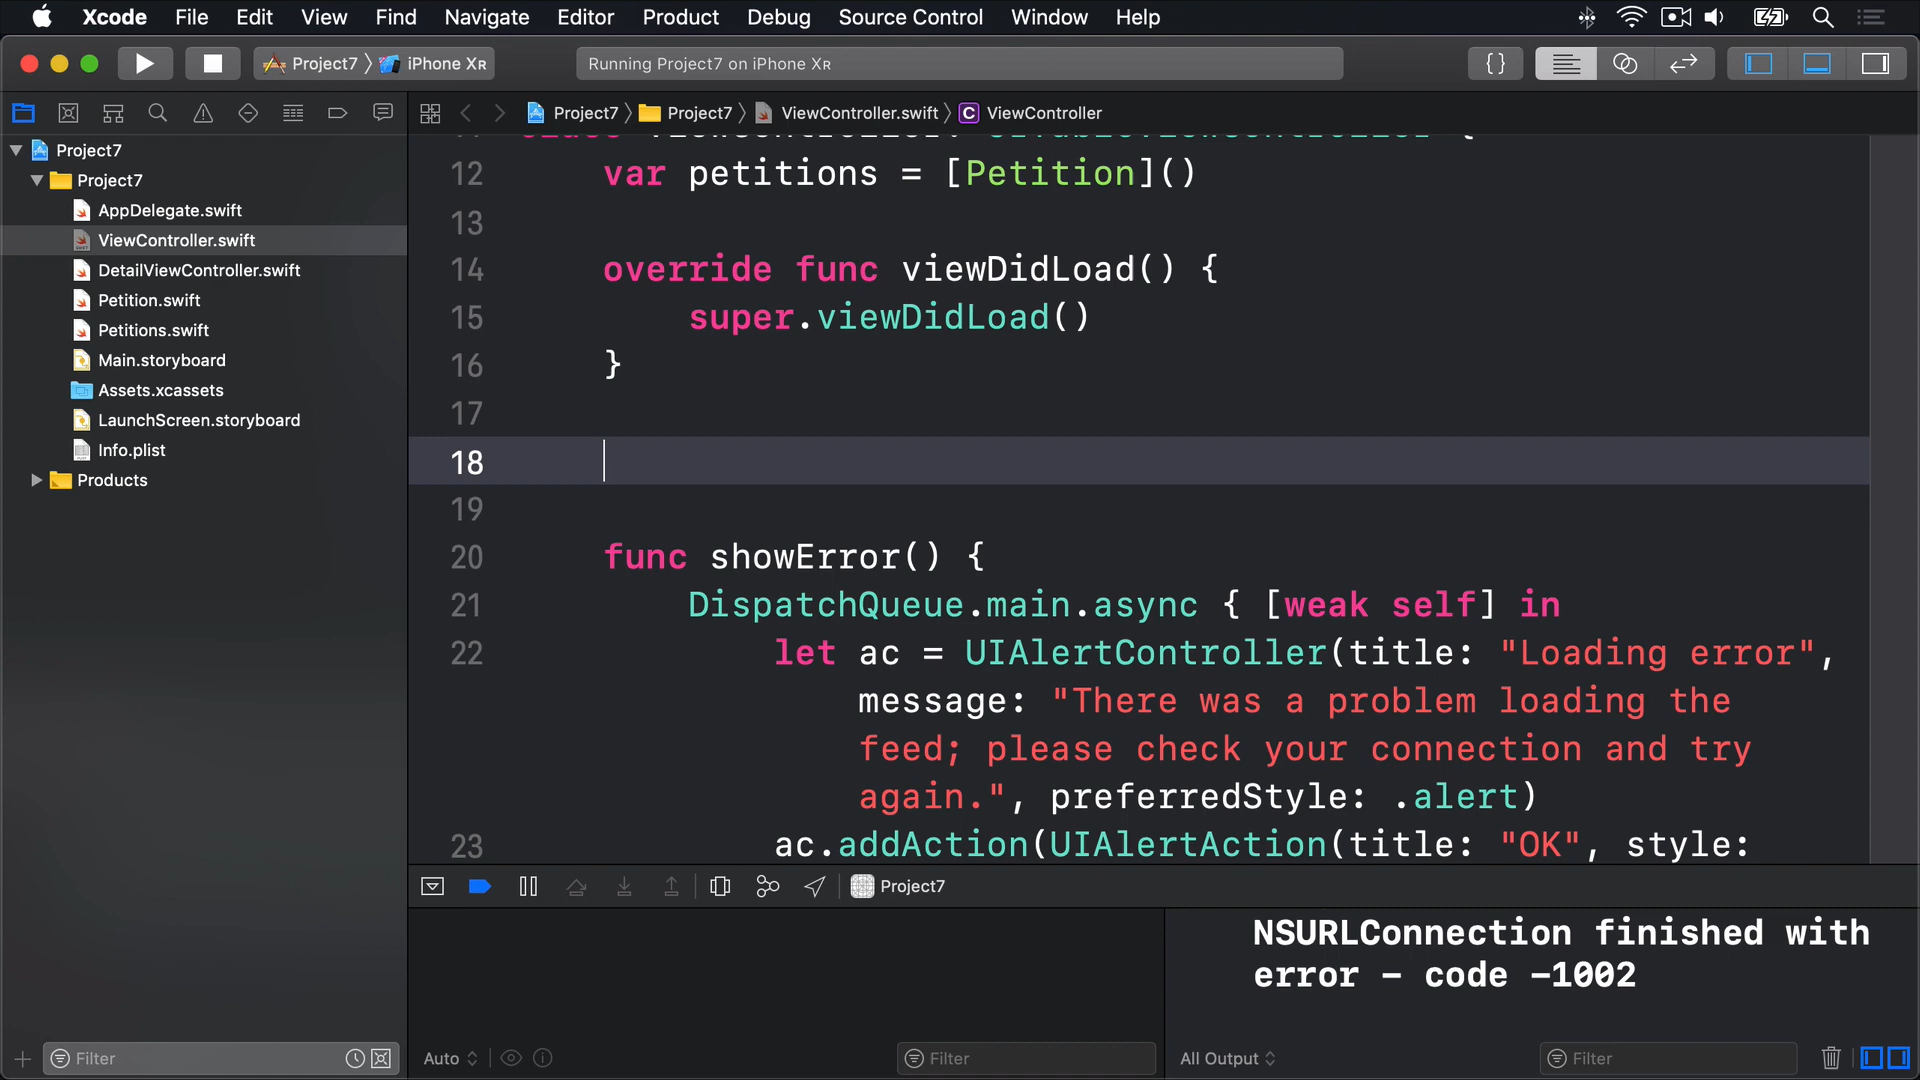 Xcode File Edit View Find Navigate Editor Product Debug Source Control Window Help
Project7 〉 iPhone Xʀ
Running Project7 on iPhone Xʀ
{ }
Project7 〉 Project7 〉 ViewController.swift 〉 C ViewController
Project7
Project7
AppDelegate.swift
ViewController.swift
DetailViewController.swift
Petition.swift
Petitions.swift
Main.storyboard
Assets.xcassets
LaunchScreen.storyboard
Info.plist
Products
12 var petitions = [Petition]()
13
14 override func viewDidLoad() {
15 super.viewDidLoad()
16 }
17
18
19
20 func showError() {
21 DispatchQueue.main.async { [weak self] in
22 let ac = UIAlertController(title: "Loading error",
message: "There was a problem loading the
feed; please check your connection and try
again.", preferredStyle: .alert)
23 ac.addAction(UIAlertAction(title: "OK", style:
Project7
NSURLConnection finished with
error - code -1002
Filter
Auto
Filter
All Output
Filter